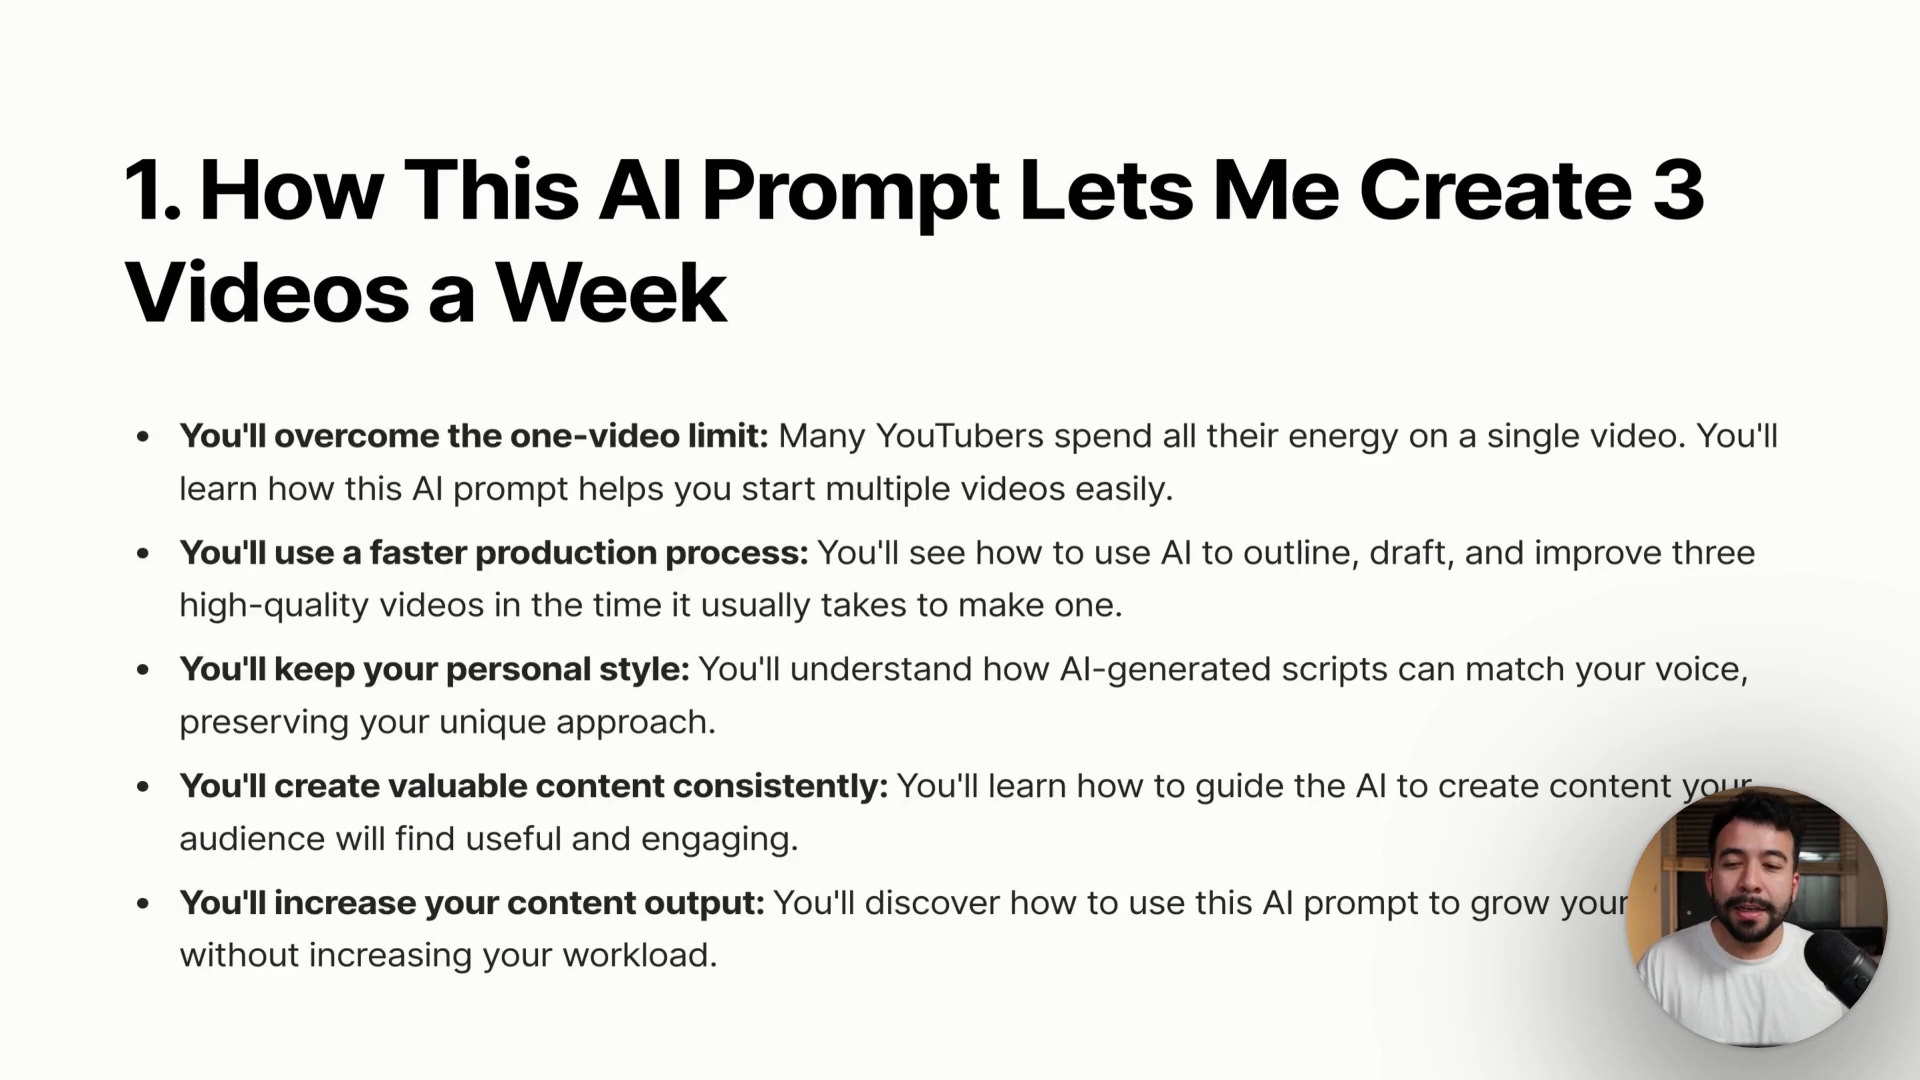 1. How This AI Prompt Lets Me Create 3
Videos a Week
• You'll overcome the one-video limit: Many YouTubers spend all their energy on a single video. You'll
learn how this AI prompt helps you start multiple videos easily.
• You'll use a faster production process: You'll see how to use AI to outline, draft, and improve three
high-quality videos in the time it usually takes to make one.
• You'll keep your personal style: You'll understand how AI-generated scripts can match your voice,
preserving your unique approach.
• You'll create valuable content consistently: You'll learn how to guide the AI to create content your
audience will find useful and engaging.
• You'll increase your content output: You'll discover how to use this AI prompt to grow your
without increasing your workload.